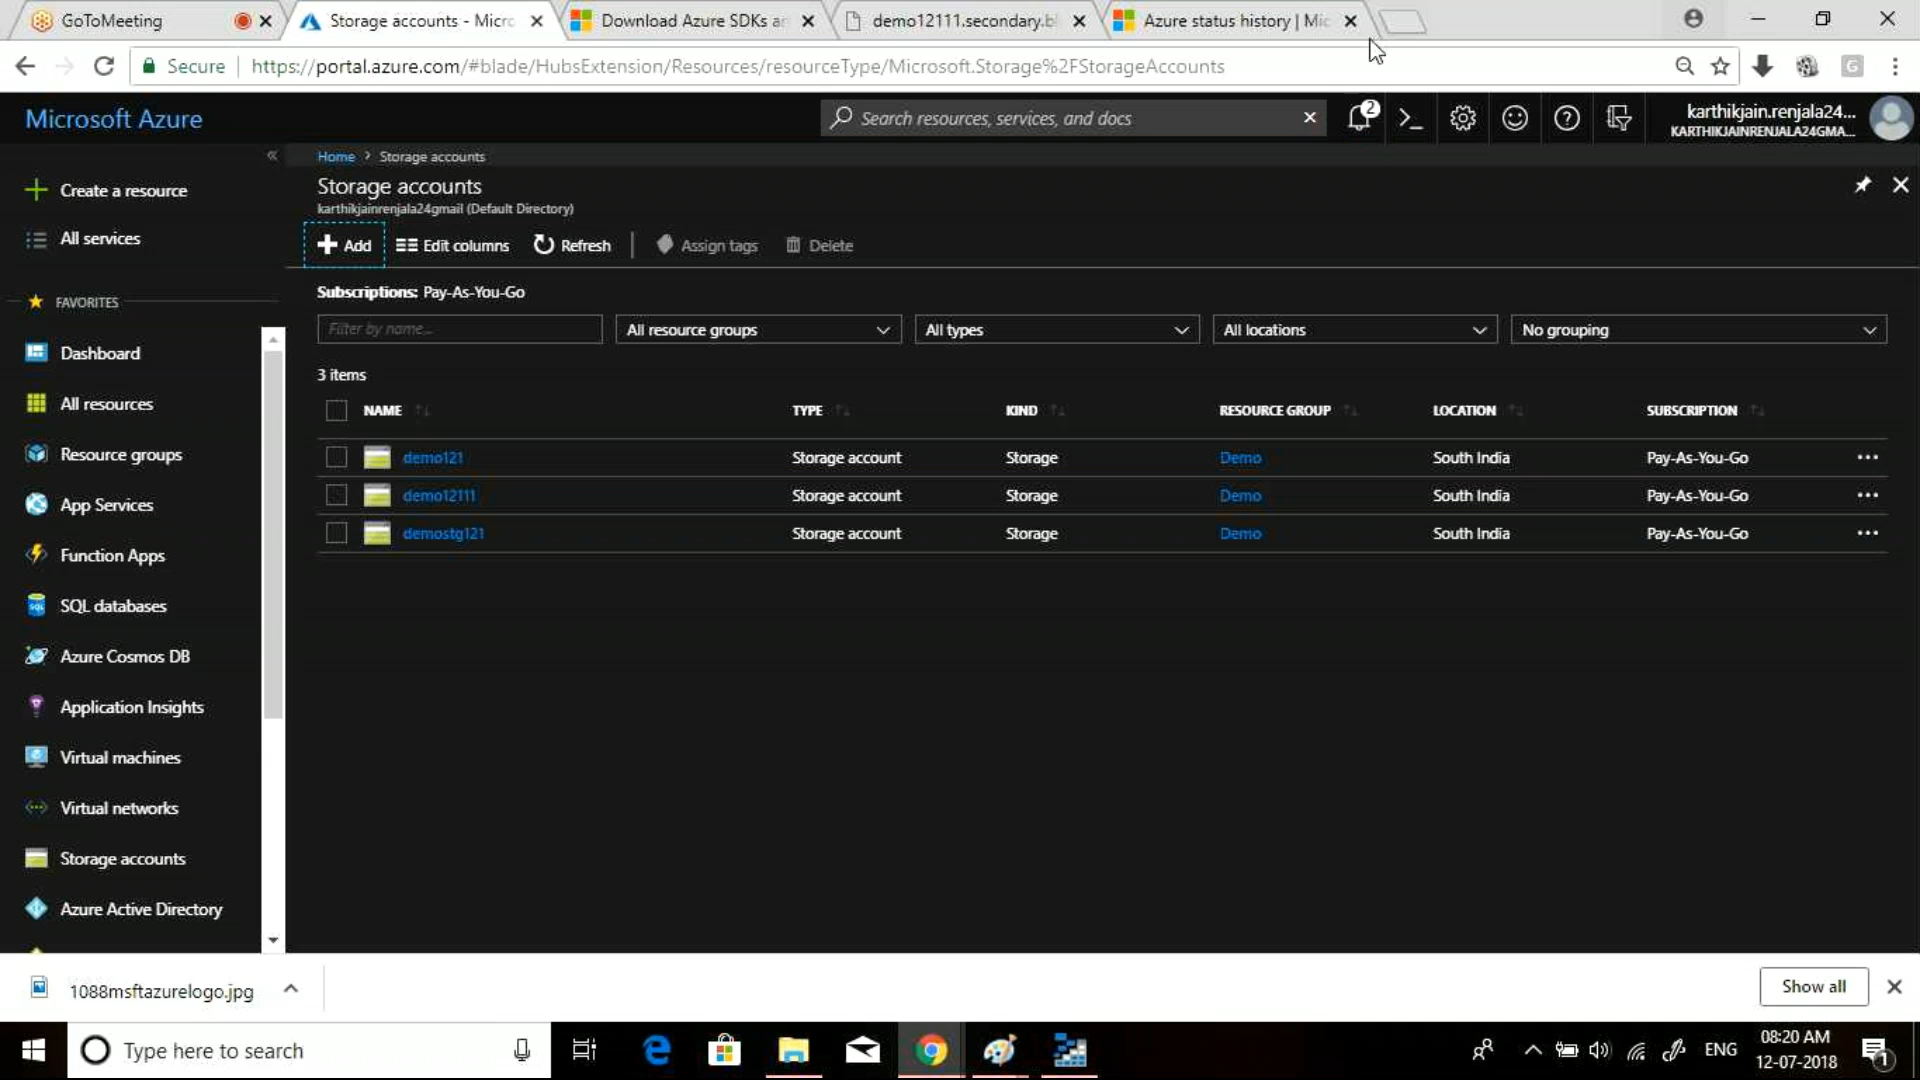 GoToMeeting
Storage accounts - Micro
Download Azure SDKs an
demo12111.secondary.bl
Azure status history | Mic
Secure
https://portal.azure.com/#blade/HubsExtension/Resources/resourceType/Microsoft.Storage%2FStorageAccounts
G
Microsoft Azure
Search resources, services, and docs
2
karthikjain.renjala24...
KARTHIKJAINRENJALA24GMA...
Home > Storage accounts
Create a resource
All services
FAVORITES
Dashboard
All resources
Resource groups
App Services
Function Apps
SQL databases
Azure Cosmos DB
Application Insights
Virtual machines
Virtual networks
Storage accounts
Azure Active Directory
Storage accounts
karthikjainrenjala24gmail (Default Directory)
Add Edit columns Refresh Assign tags Delete
Subscriptions: Pay-As-You-Go
Filter by name... All resource groups All types All locations No grouping
3 items
NAME TYPE KIND RESOURCE GROUP LOCATION SUBSCRIPTION
demo121 Storage account Storage Demo South India Pay-As-You-Go
demo12111 Storage account Storage Demo South India Pay-As-You-Go
demostg121 Storage account Storage Demo South India Pay-As-You-Go
1088msftazurelogo.jpg
Show all
Type here to search
ENG
08:20 AM
12-07-2018
1